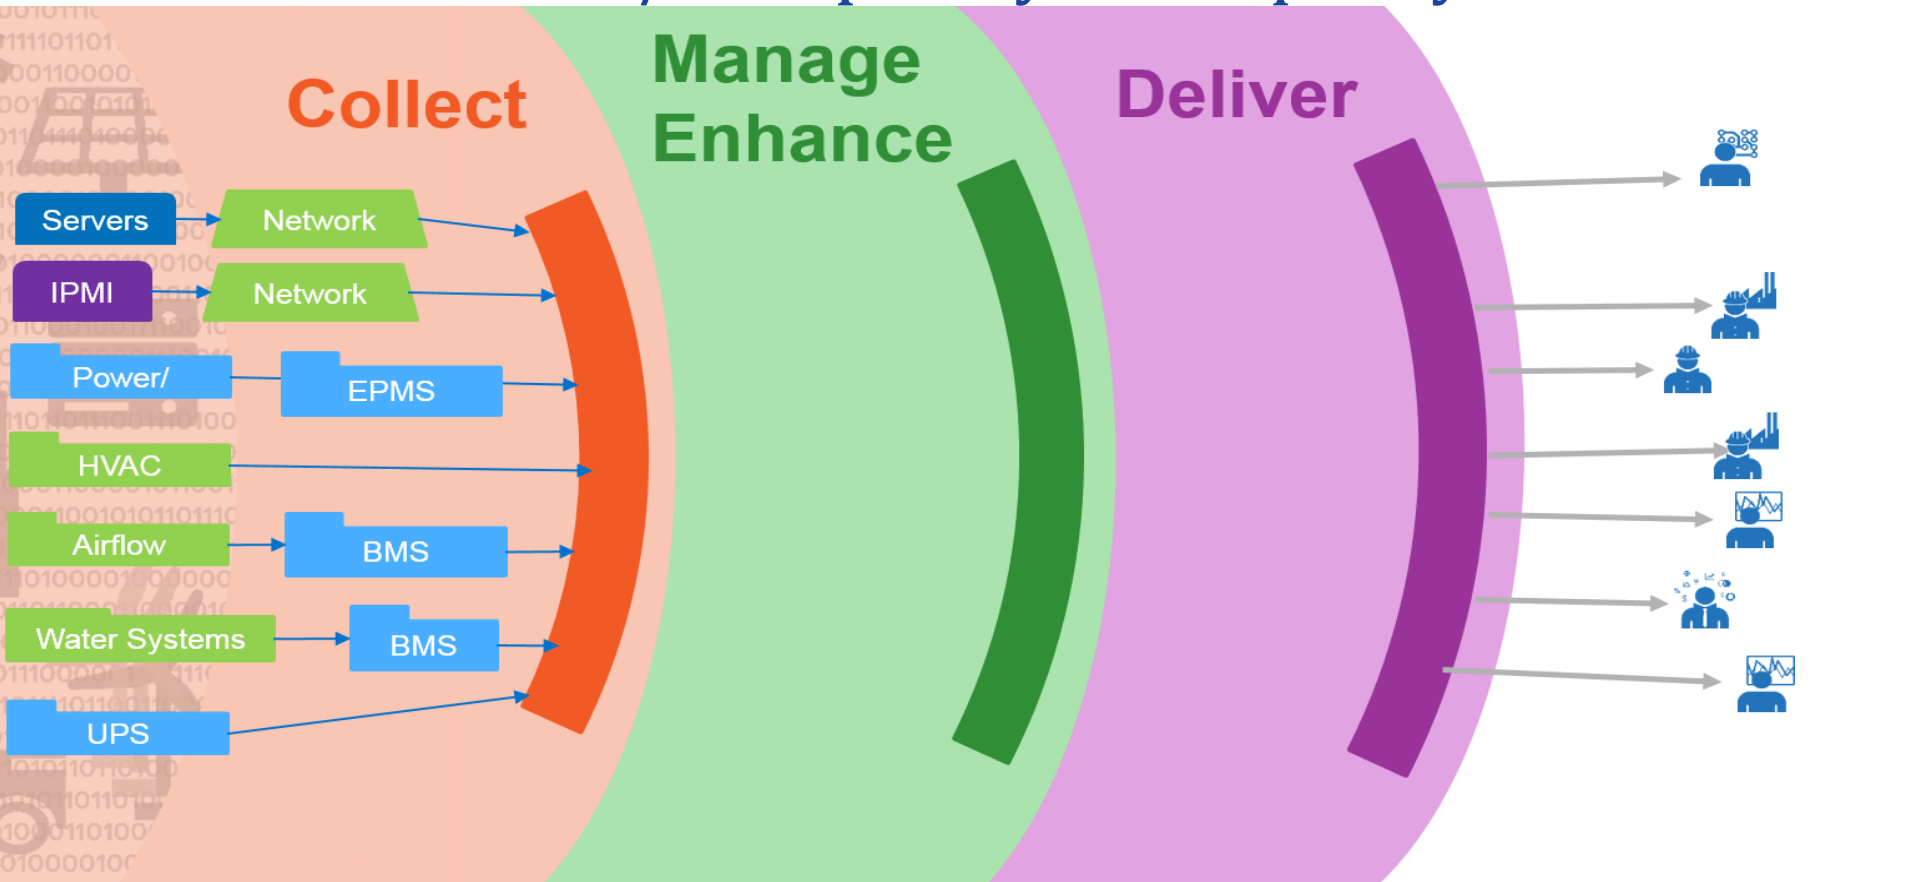 Collect
Manage
Enhance
Deliver
Servers
Network
IPMI
Network
Power/
EPMS
HVAC
Airflow
BMS
Water Systems
BMS
UPS